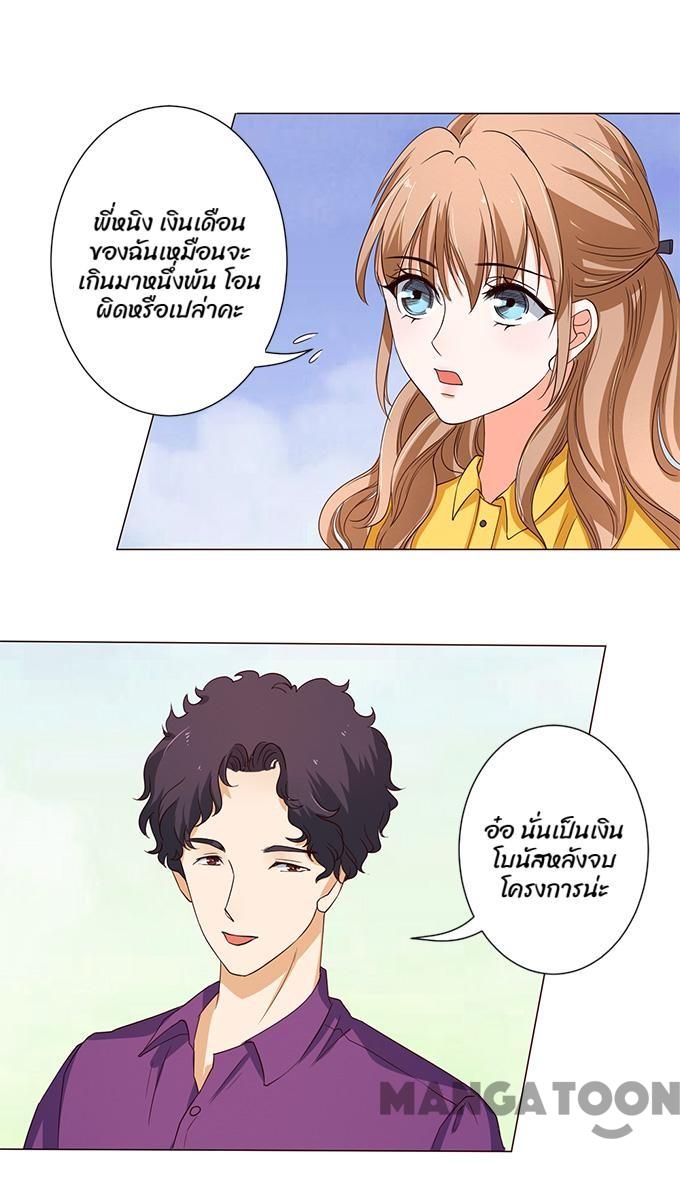 พี่หนิง เงินเดือน
ของฉันเหมือนจะ
เกินมาหนึ่งพัน โอน
ผิดหรือเปล่าคะ
อ๋อ นั่นเป็นเงิน
โบนัสหลังจบ
โครงการน่ะ
MANGATOON